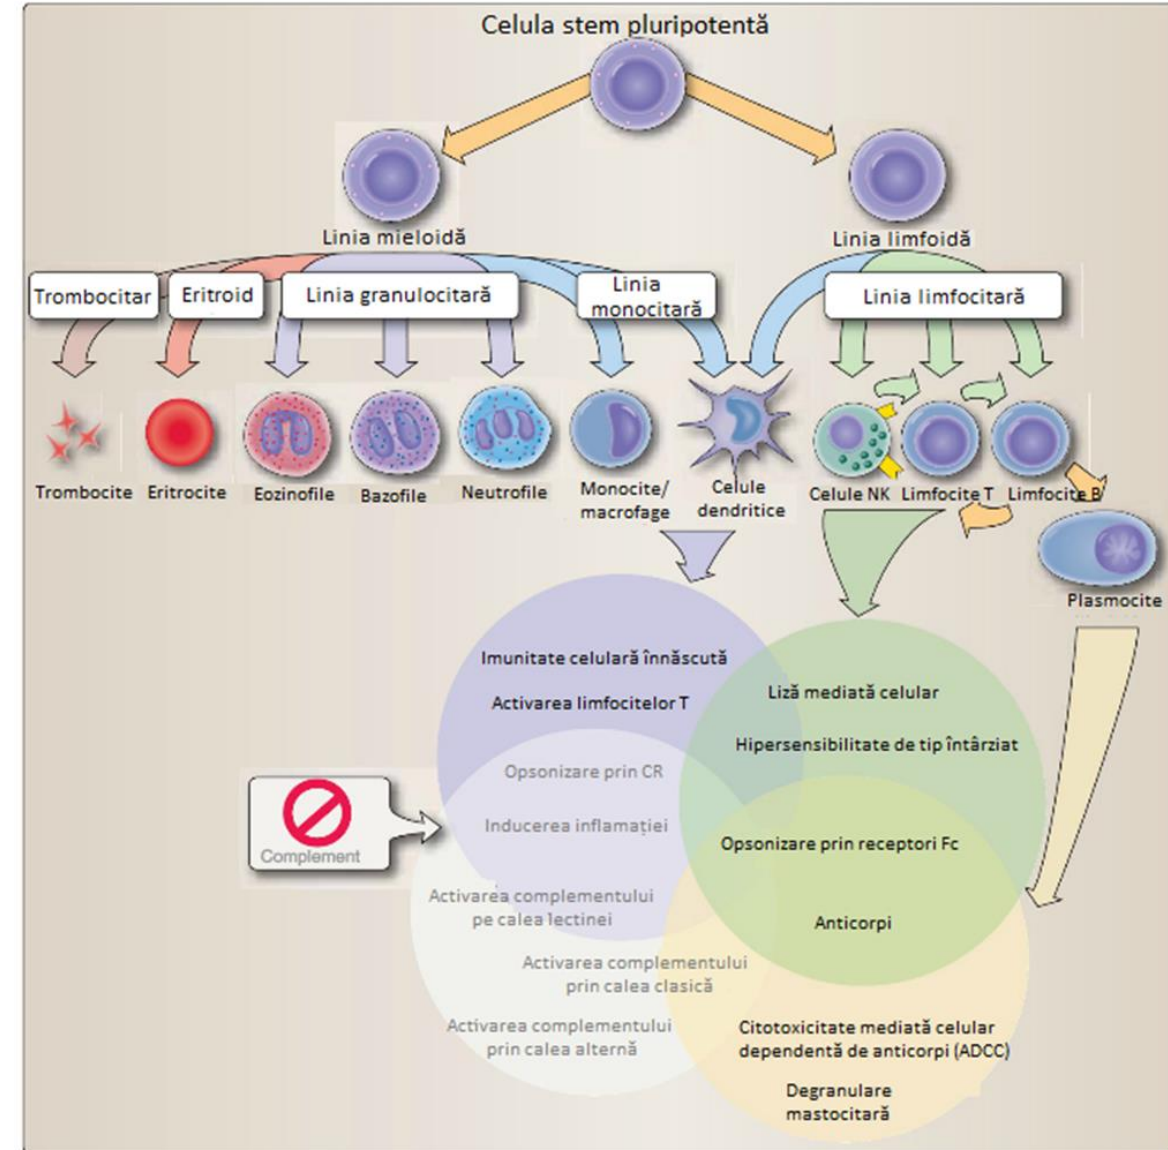 Celula stem pluripotentă
Linia mieloidă
Linia limfoidă
Trombocitar
Eritroid
Linia granulocitară
Linia
monocitară
Linia limfocitară
Trombocite
Eritrocite
Eozinofile
Bazofile
Neutrofile
Monocite/
macrofage
Celule
dendritice
Celule NK
Limfocite T
Limfocite B
Plasmocite
Imunitate celulară înnăscută
Activarea limfocitelor T
Liză mediată celular
Hipersensibilitate de tip întârziat
Opsonizare prin CR
Inducerea inflamației
Complement
Opsonizare prin receptori Fc
Activarea complementului
pe calea lectinei
Anticorpi
Activarea complementului
prin calea clasică
Activarea complementului
prin calea alternă
Citotoxicitate mediată celular
dependentă de anticorpi (ADCC)
Degranulare
mastocitară